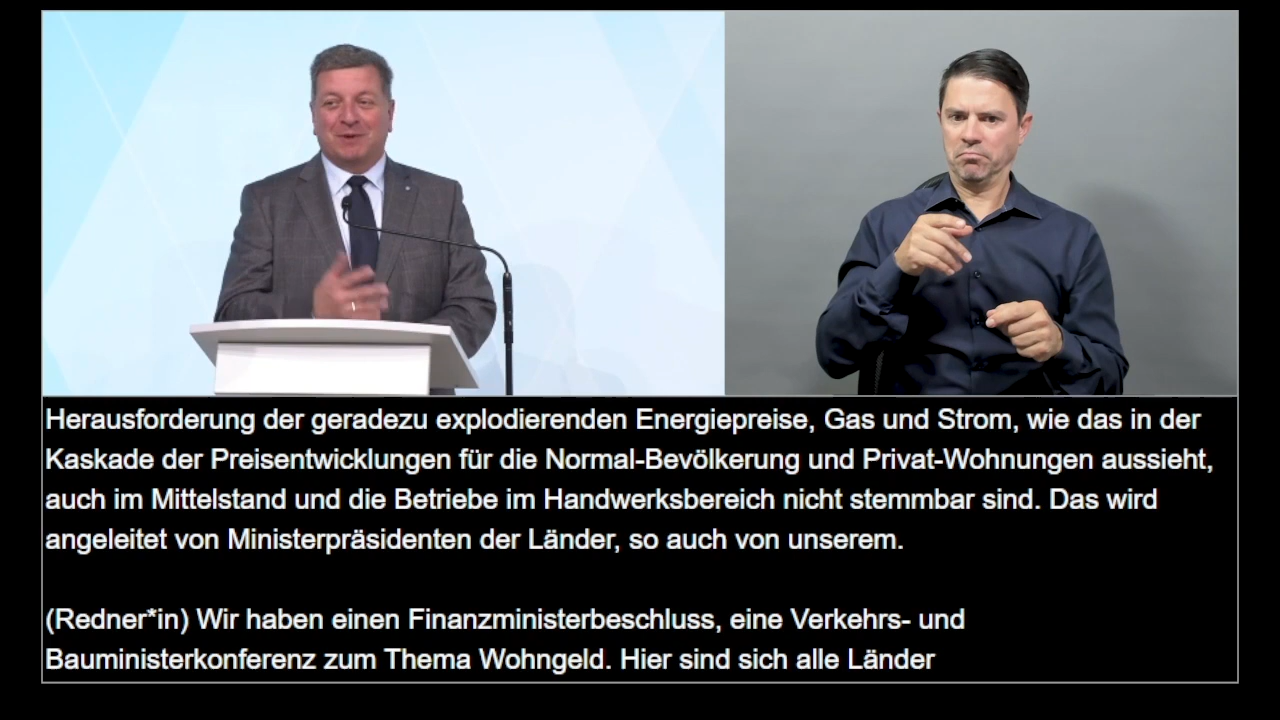 Herausforderung der geradezu explodierenden Energiepreise, Gas und Strom, wie das in der
Kaskade der Preisentwicklungen für die Normal-Bevölkerung und Privat-Wohnungen aussieht,
auch im Mittelstand und die Betriebe im Handwerksbereich nicht stemmbar sind. Das wird
angeleitet von Ministerpräsidenten der Länder, so auch von unserem.
(Redner*in) Wir haben einen Finanzministerbeschluss, eine Verkehrs- und
Bauministerkonferenz zum Thema Wohngeld. Hier sind sich alle Länder